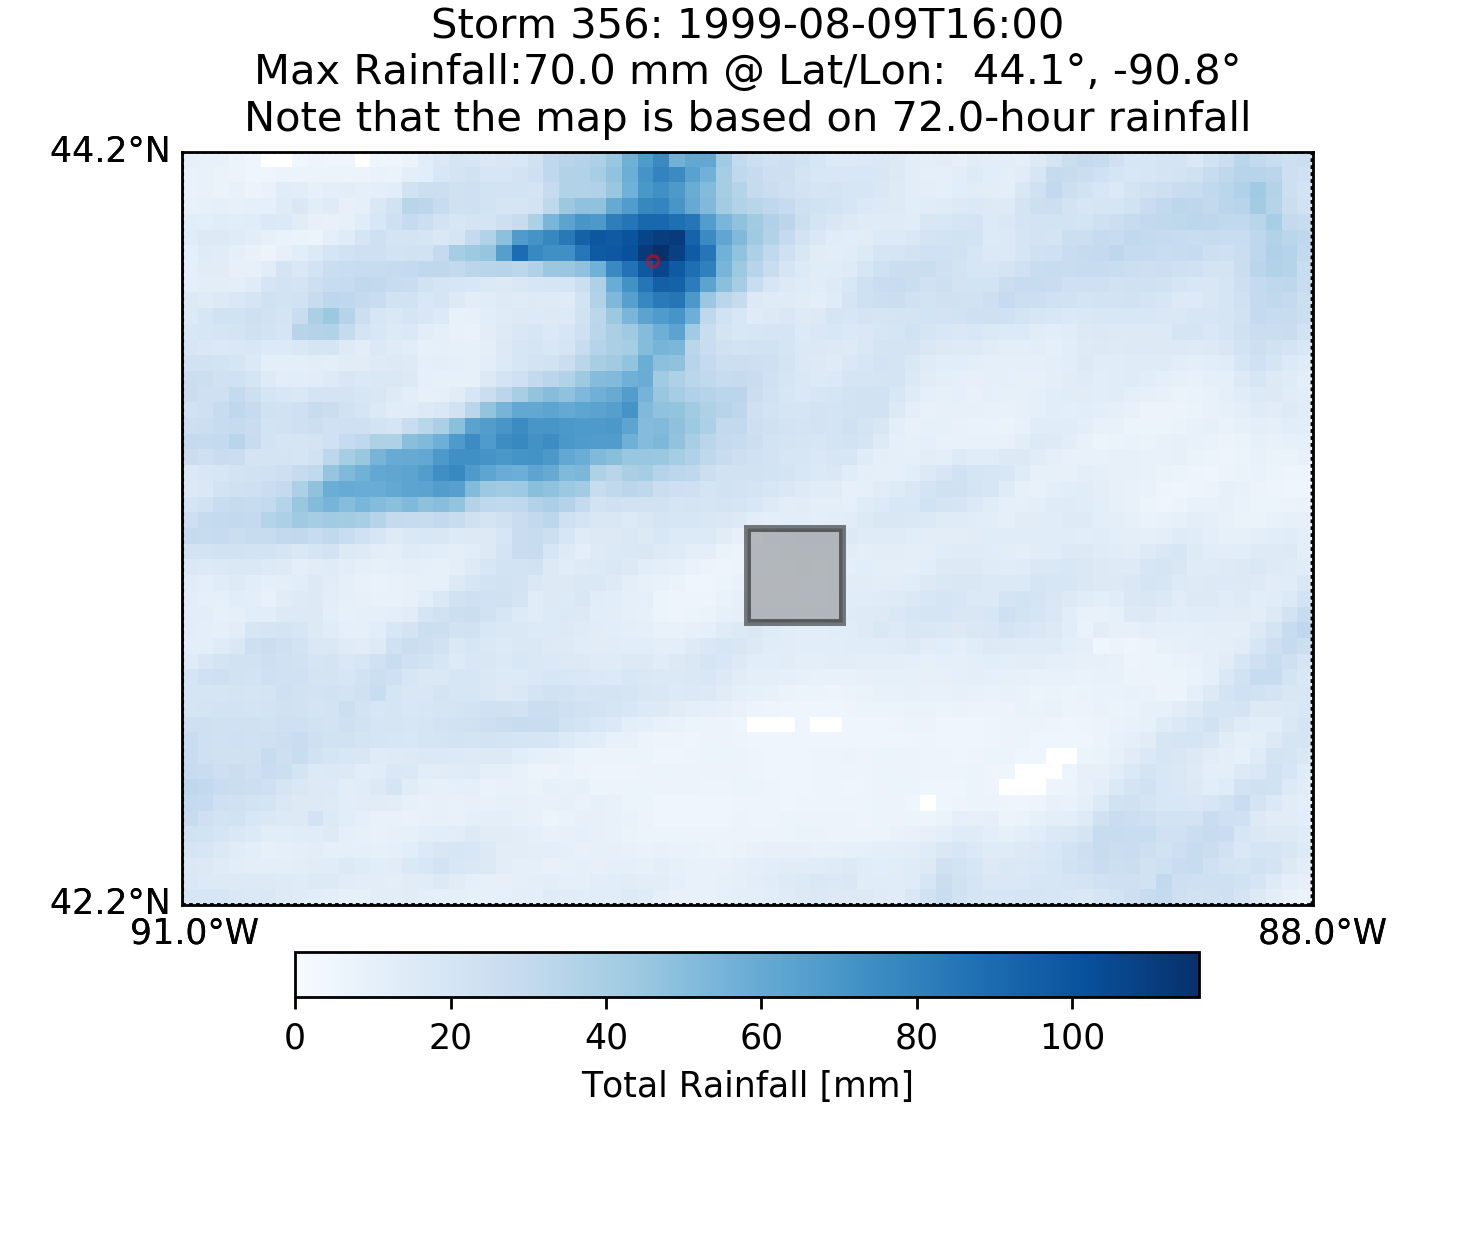 Storm 356: 1999-08-09T16:00
Max Rainfall:70.0 mm @ Lat/Lon:  44.1°, -90.8°
Note that the map is based on 72.0-hour rainfall
44.2°N
42.2°N
91.0°W 88.0°W
0 20 40 60 80 100
Total Rainfall [mm]